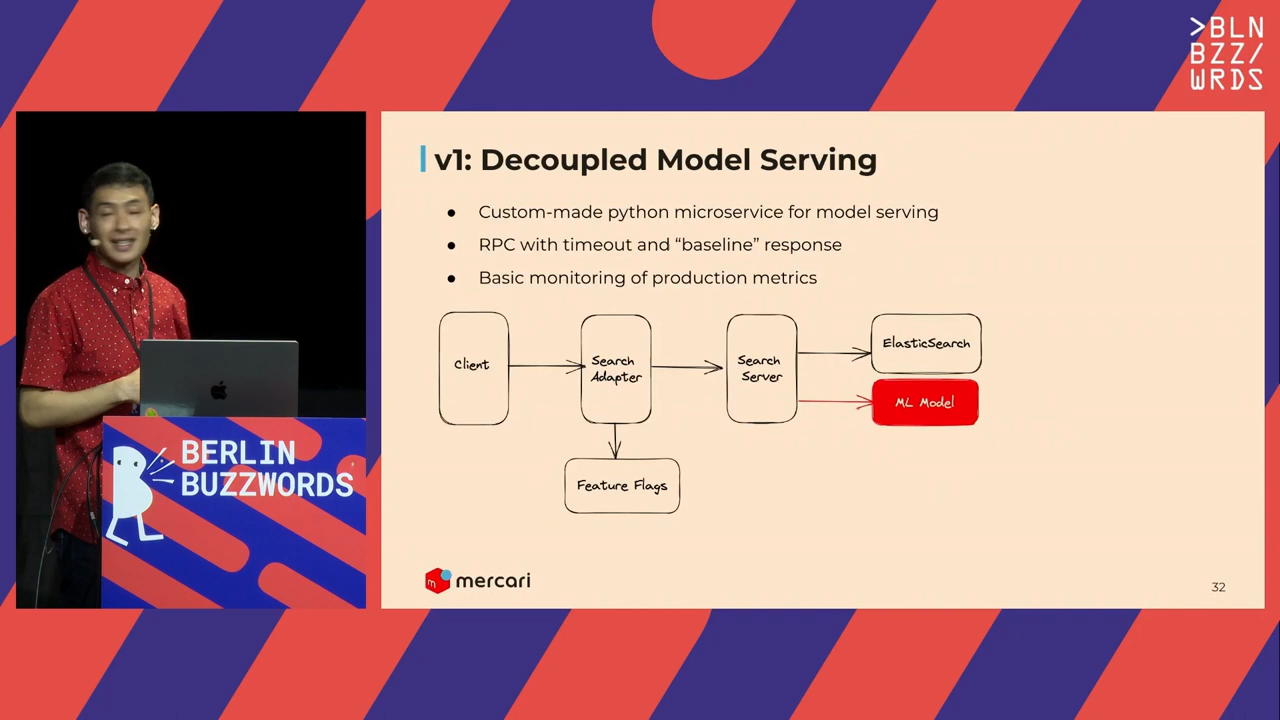 >BLN
BZZ/
WRDS
v1: Decoupled Model Serving
● Custom-made python microservice for model serving
● RPC with timeout and “baseline” response
● Basic monitoring of production metrics
Client
Search
Adapter
Search
Server
ElasticSearch
ML Model
Feature Flags
mercari
32
BERLIN
BUZZWORDS